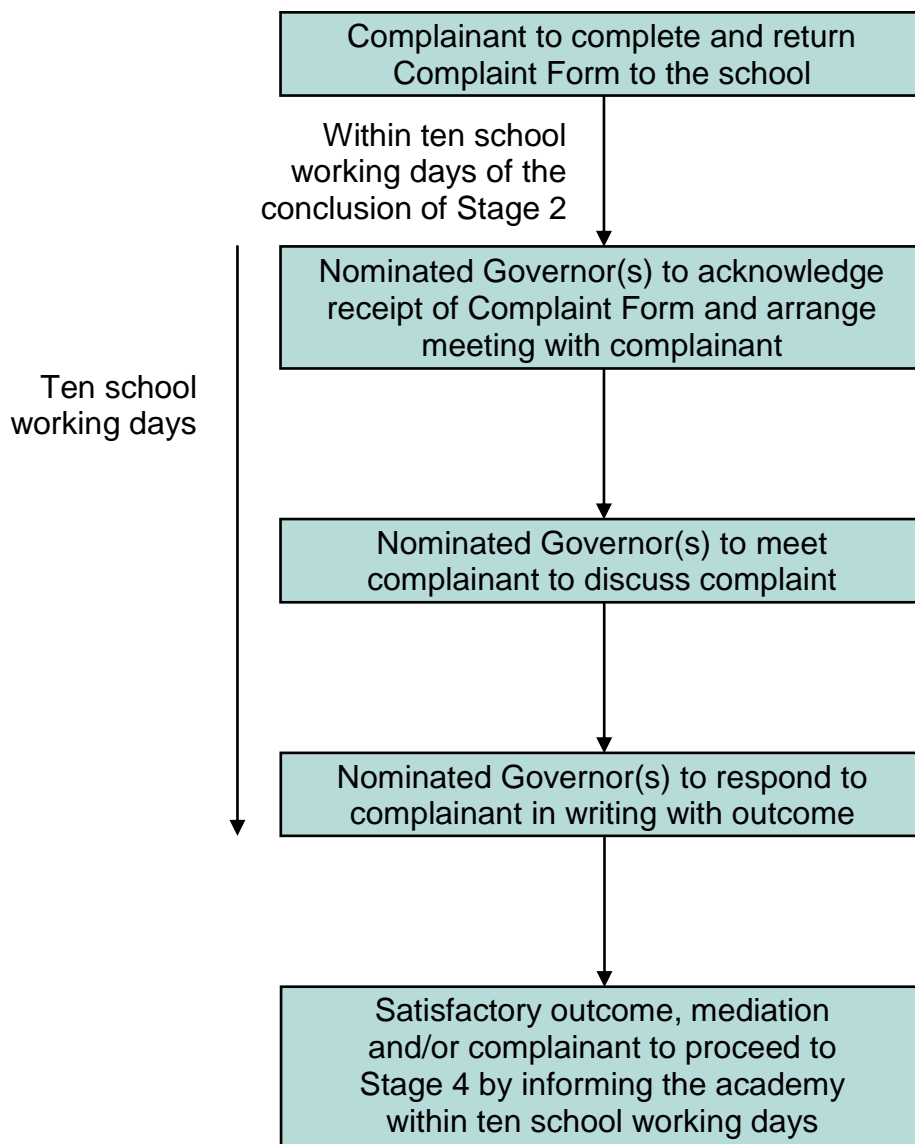 Complainant to complete and return
Complaint Form to the school
Within ten school
working days of the
conclusion of Stage 2
Nominated Governor(s) to acknowledge
receipt of Complaint Form and arrange
meeting with complainant
Ten school
working days
Nominated Governor(s) to meet
complainant to discuss complaint
Nominated Governor(s) to respond to
complainant in writing with outcome
Satisfactory outcome, mediation
and/or complainant to proceed to
Stage 4 by informing the academy
within ten school working days